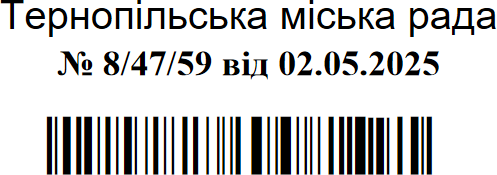 Тернопільська міська рада
№ 8/47/59 від 02.05.2025